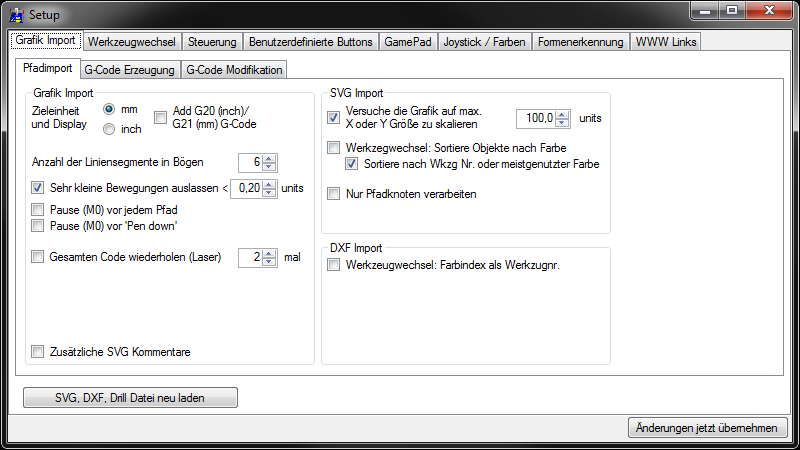 Setup
Grafik Import Werkzeugwechsel Steuerung Benutzerdefinierte Buttons GamePad Joystick / Farben Formenerkennung WWW Links
Pfadimport G-Code Erzeugung G-Code Modifikation
Grafik Import
Zieleinheit
und Display
mm
inch
Add G20 (inch)/
G21 (mm) G-Code
Anzahl der Liniensegmente in Bögen 6
Sehr kleine Bewegungen auslassen < 0,20 units
Pause (M0) vor jedem Pfad
Pause (M0) vor 'Pen down'
Gesamten Code wiederholen (Laser) 2 mal
Zusätzliche SVG Kommentare
SVG Import
Versuche die Grafik auf max.
X oder Y Größe zu skalieren
100,0 units
Werkzegwechsel: Sortiere Objekte nach Farbe
Sortiere nach Wkzg Nr. oder meistgenutzter Farbe
Nur Pfadknoten verarbeiten
DXF Import
Werkzeugwechsel: Farbindex als Werkzugnr.
SVG, DXF, Drill Datei neu laden
Änderungen jetzt übernehmen